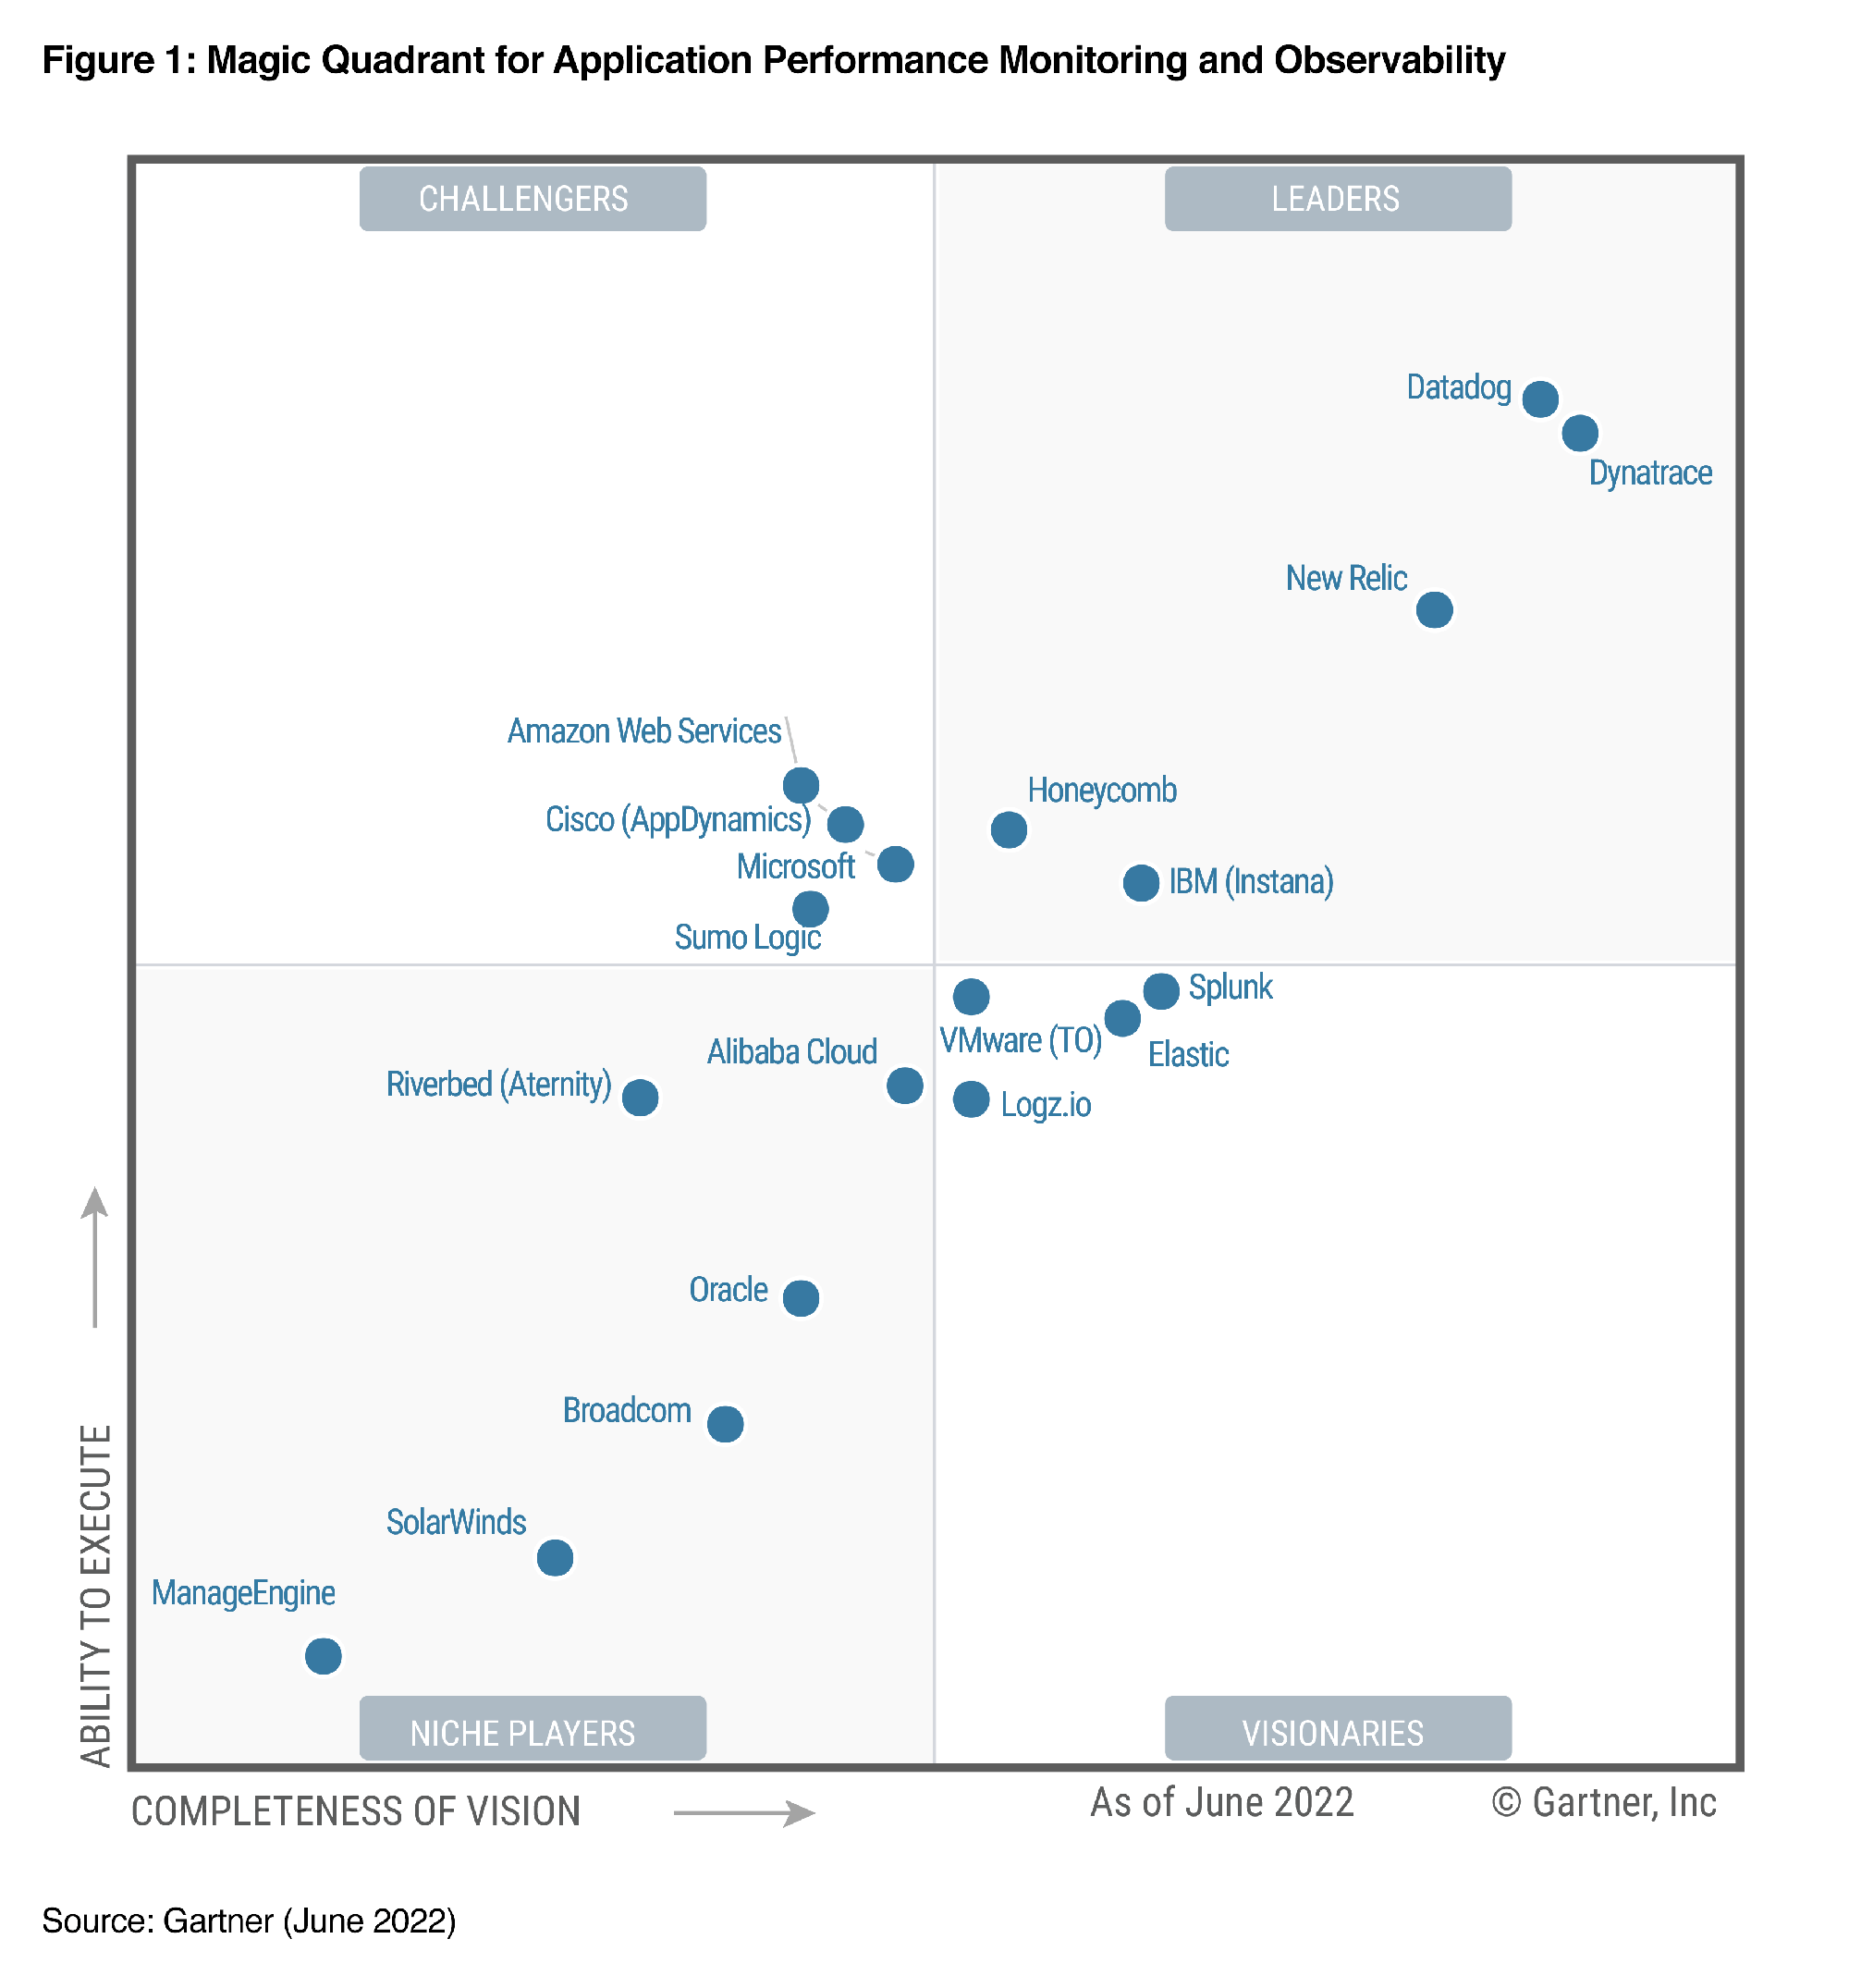 Figure 1: Magic Quadrant for Application Performance Monitoring and Observability
CHALLENGERS
LEADERS
Datadog
Dynatrace
New Relic
Amazon Web Services
Honeycomb
Cisco (AppDynamics)
Microsoft
IBM (Instana)
Sumo Logic
Splunk
VMware (TO)
Elastic
Alibaba Cloud
Riverbed (Aternity)
Logz.io
Oracle
Broadcom
SolarWinds
ManageEngine
NICHE PLAYERS
VISIONARIES
ABILITY TO EXECUTE
COMPLETENESS OF VISION
As of June 2022
© Gartner, Inc
Source: Gartner (June 2022)